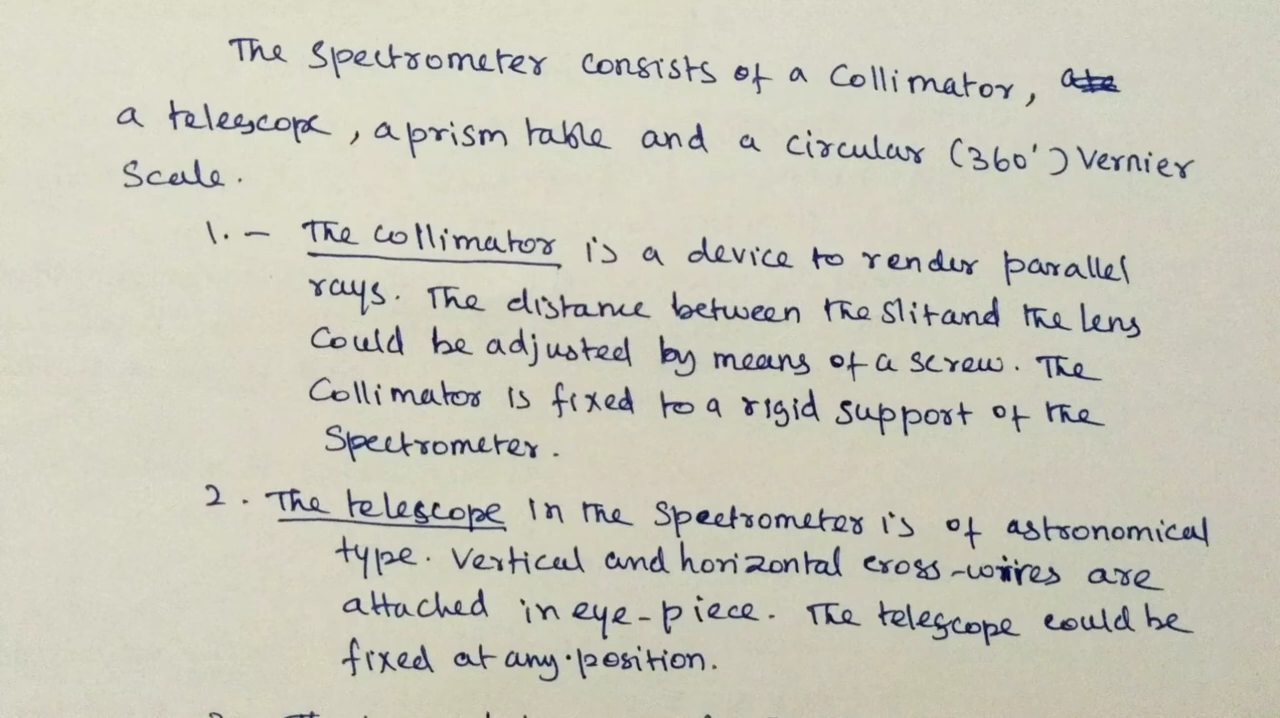 The Spectrometer consists of a Collimator,
a telescope, a prism table and a circular (360') Vernier
Scale.
1. – The collimator is a device to render parallel
rays. The distance between the slit and the lens
Could be adjusted by means of a screw. The
Collimator is fixed to a rigid support of the
Spectrometer.
2. The telescope in the Spectrometer is of astronomical
type. Vertical and horizontal cross-wires are
attached in eye-piece. The telescope could be
fixed at any position.